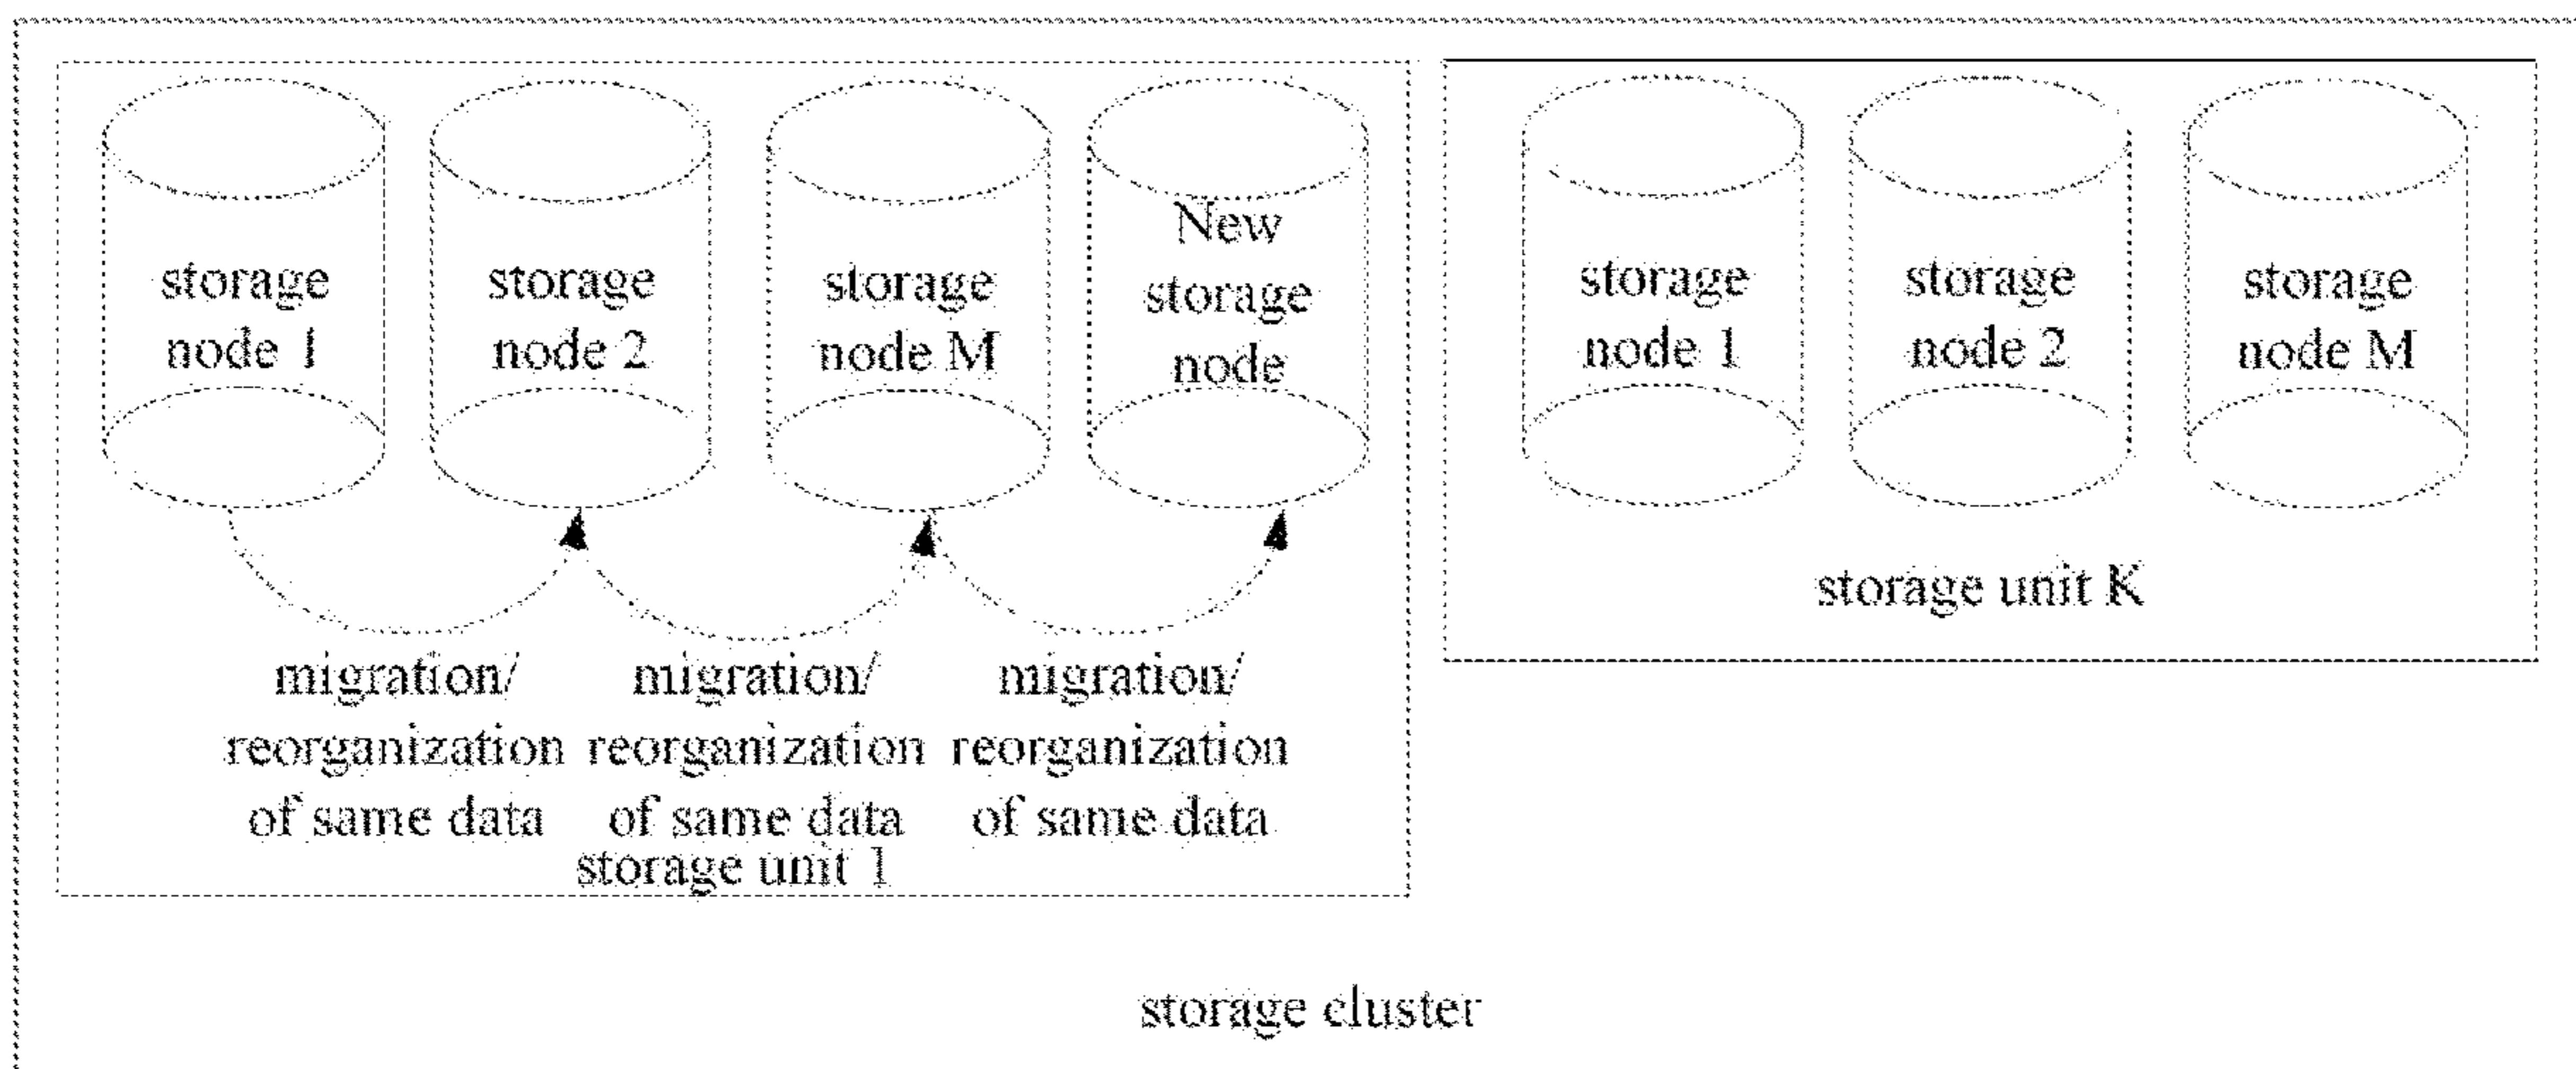 storage
node 1
storage
node 2
storage
node M
New
storage
node
migration/
reorganization
of same data
migration/
reorganization
of same data
migration/
reorganization
of same data
storage unit 1
storage
node 1
storage
node 2
storage
node M
storage unit K
storage cluster